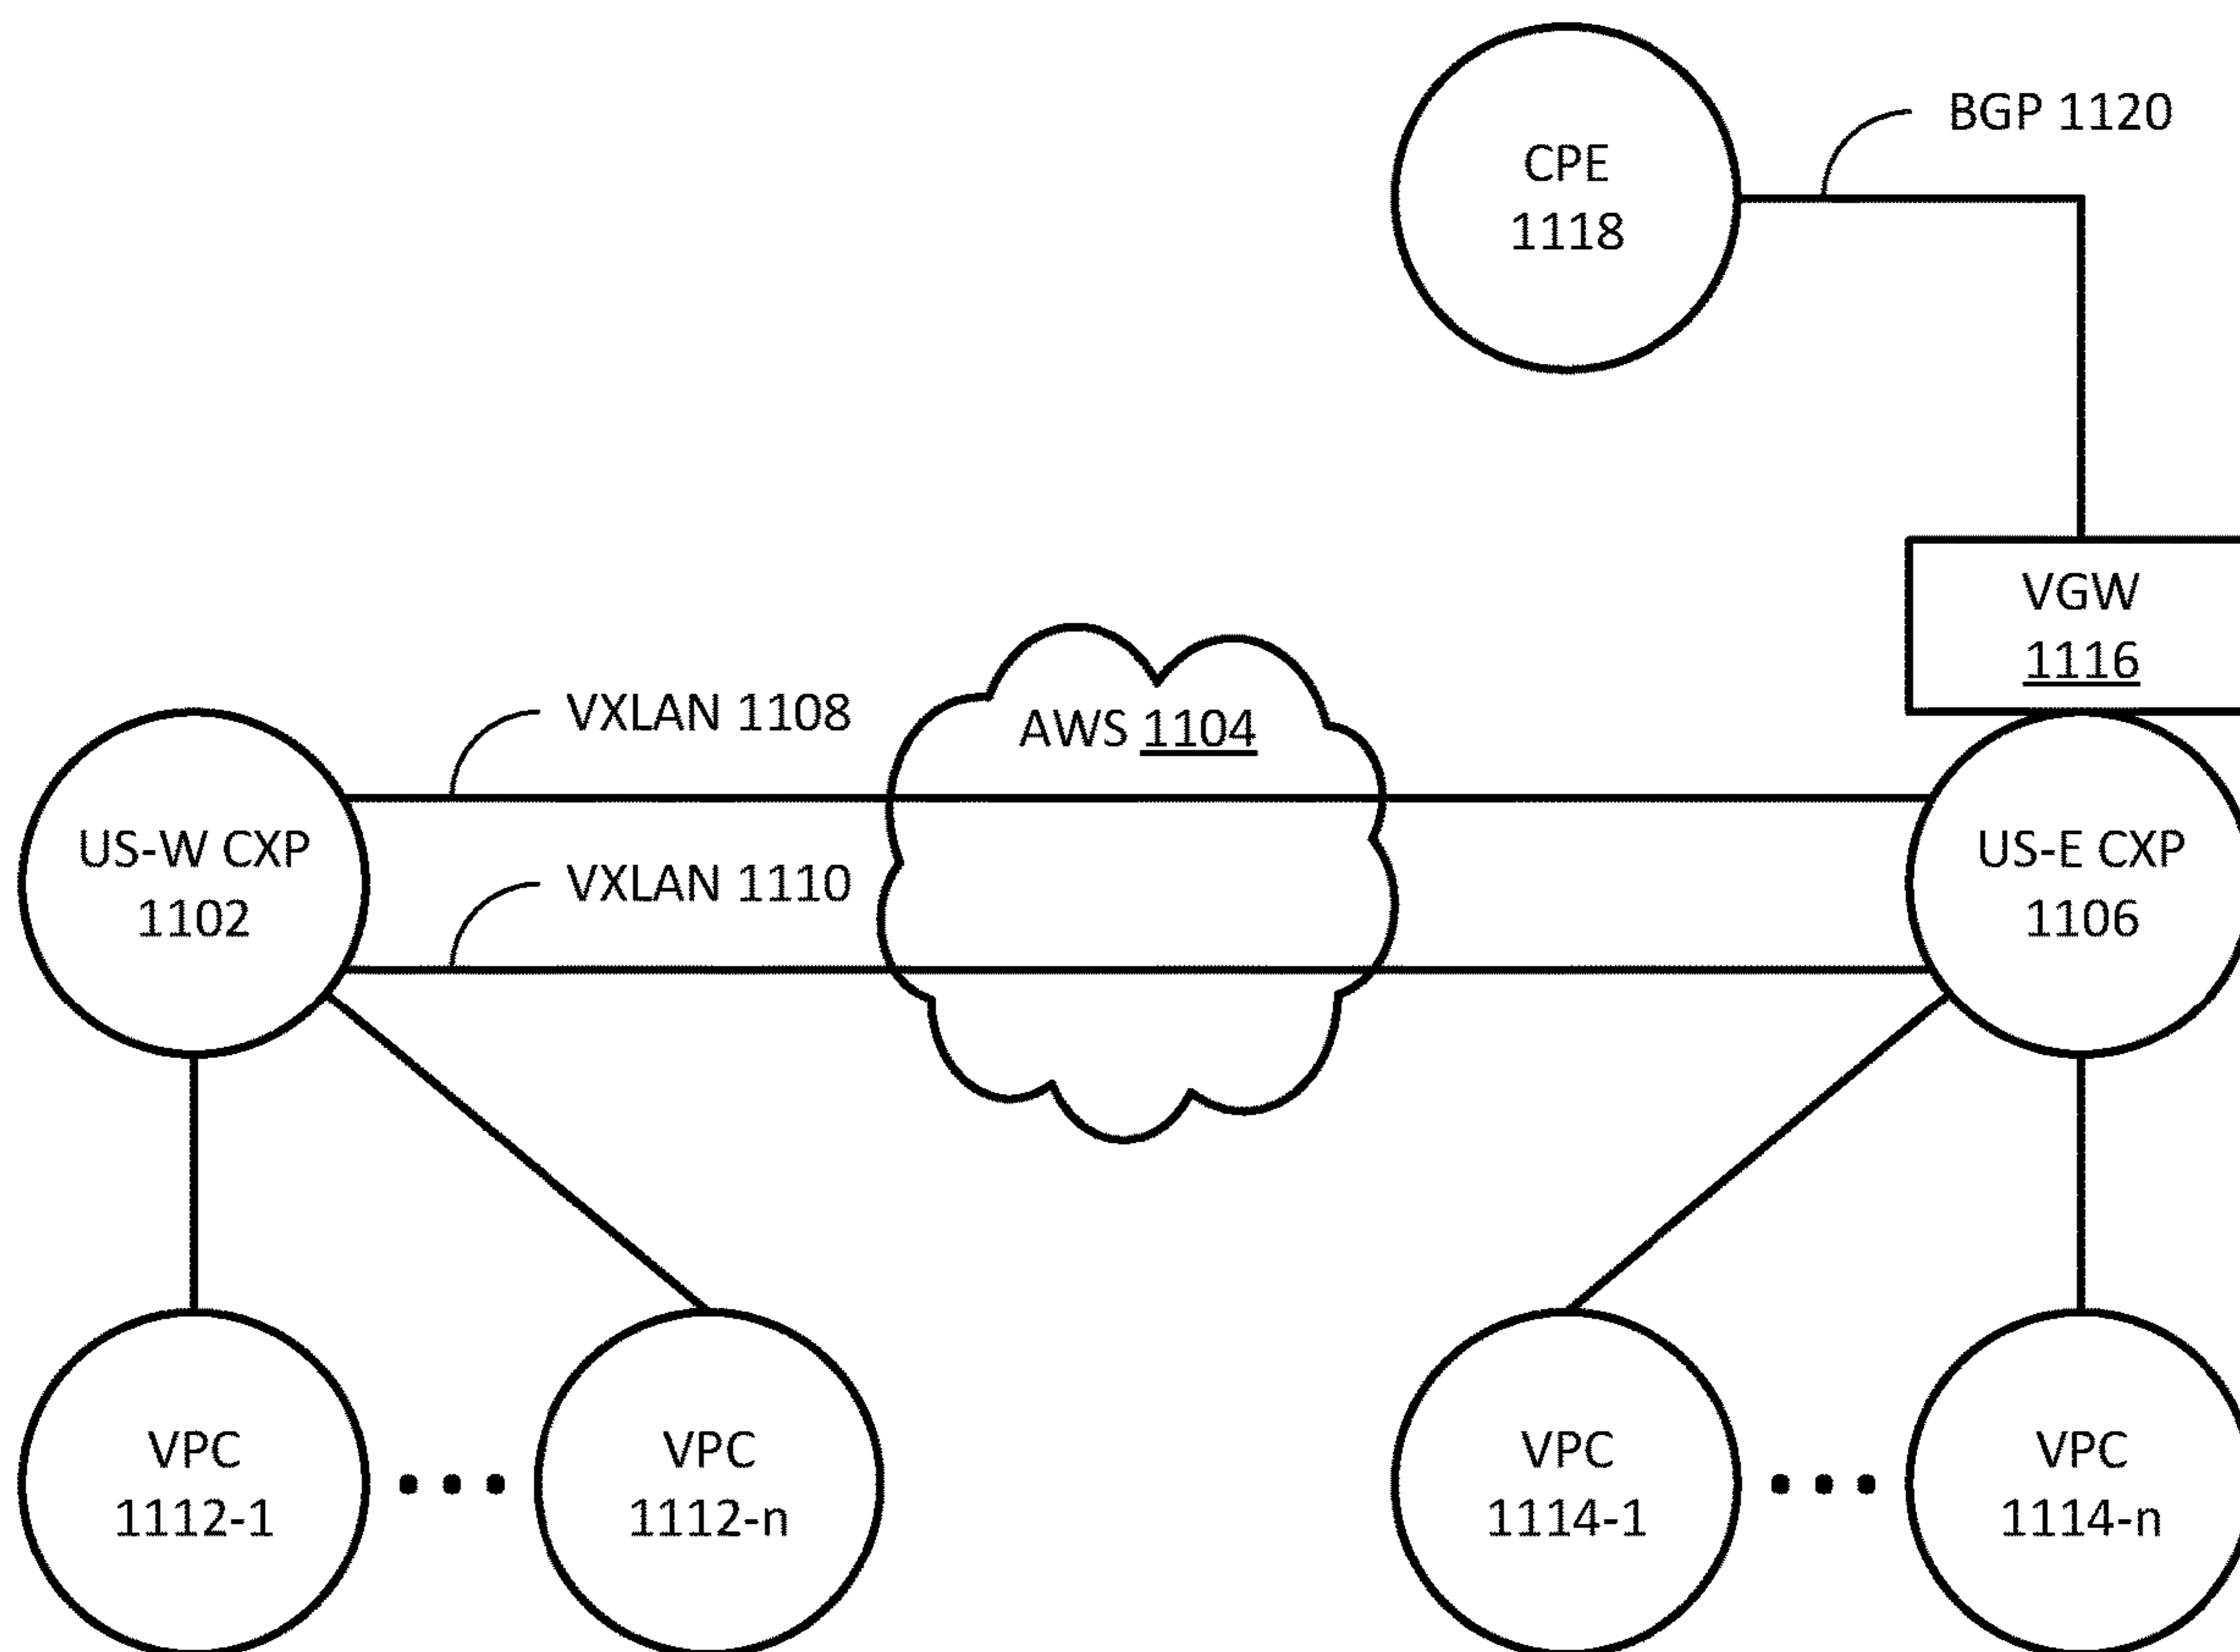 BGP 1120
CPE
1118
VGW
1116
VXLAN 1108
AWS 1104
US-W CXP
1102
VXLAN 1110
US-E CXP
1106
VPC
1112-1
VPC
1112-n
VPC
1114-1
VPC
1114-n